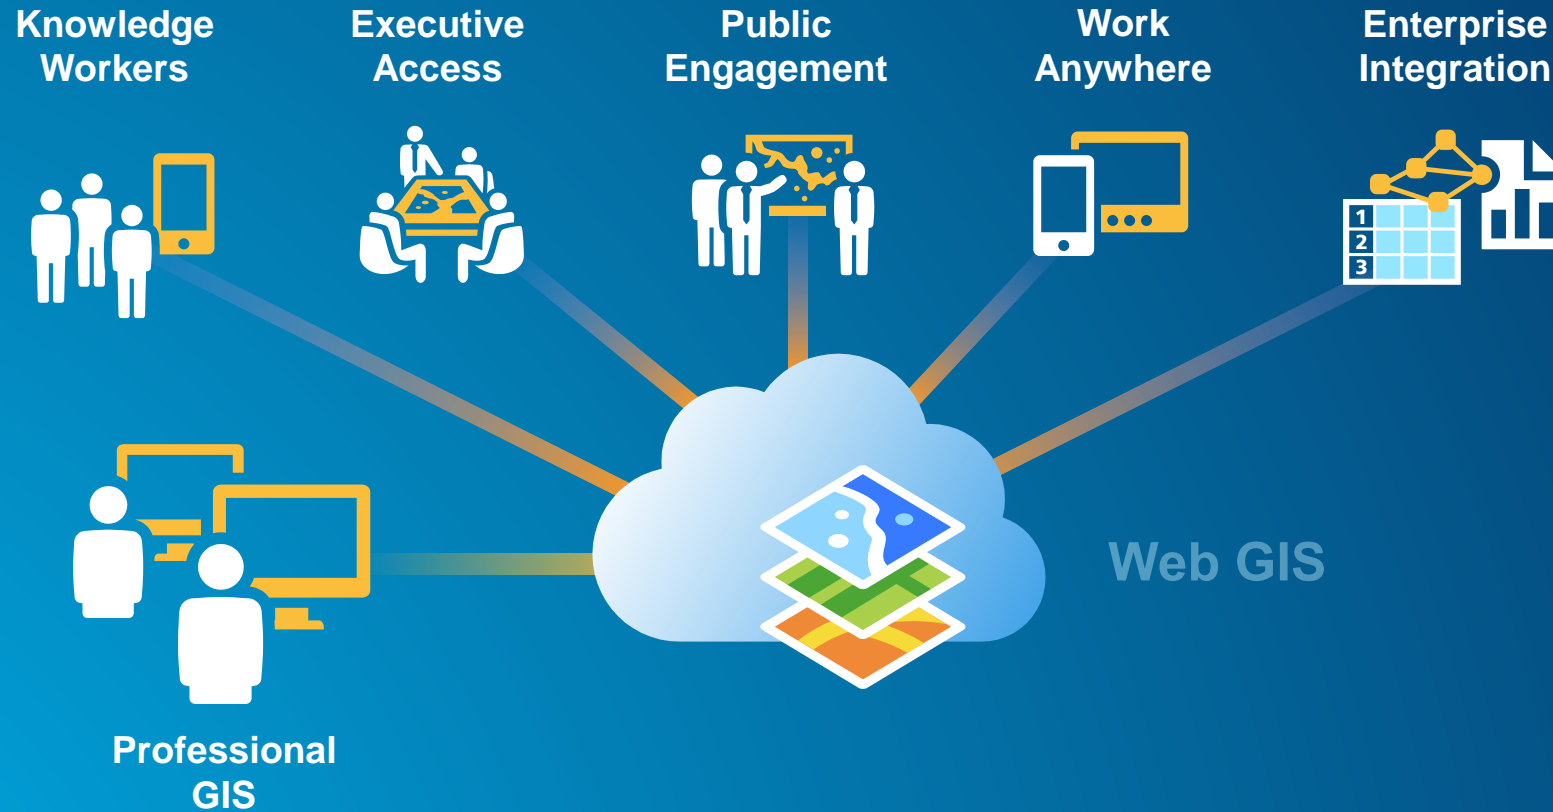 Knowledge
Workers
Executive
Access
Public
Engagement
Work
Anywhere
Enterprise
Integration
1
2
3
Web GIS
Professional
GIS